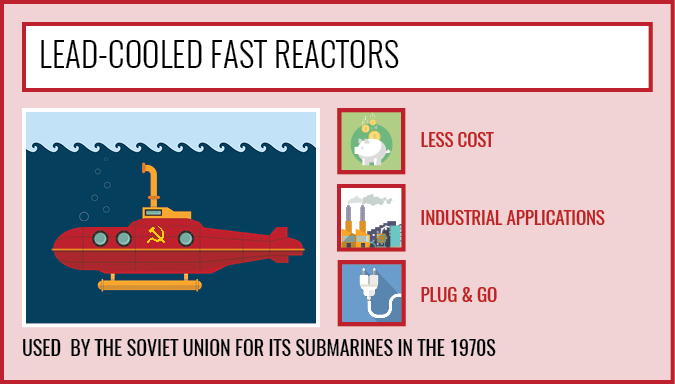 LEAD-COOLED FAST REACTORS
LESS COST
INDUSTRIAL APPLICATIONS
PLUG & GO
USED BY THE SOVIET UNION FOR ITS SUBMARINES IN THE 1970S